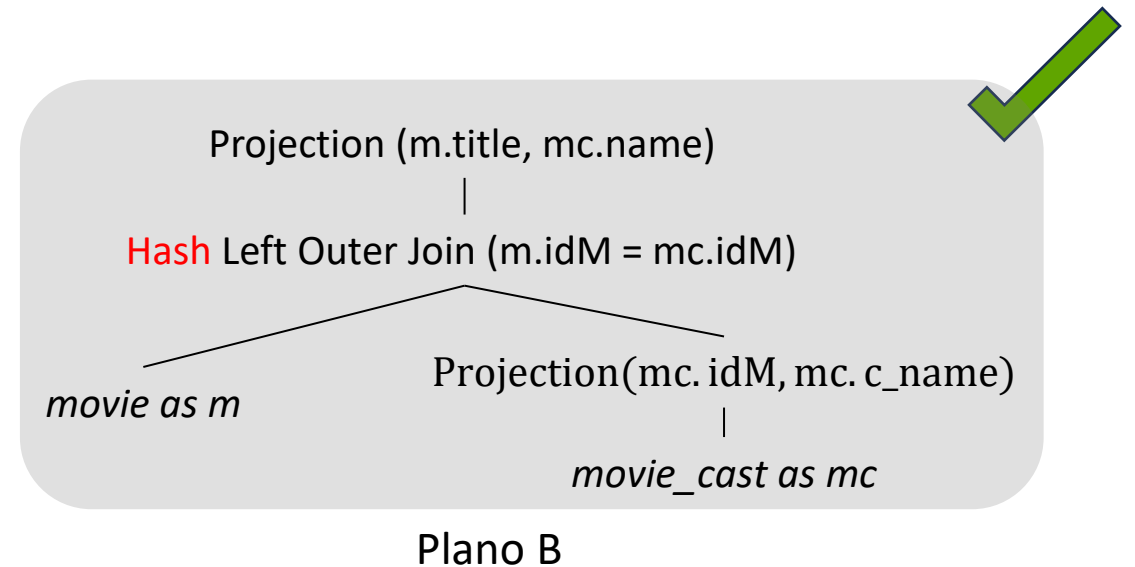 Projection (m.title, mc.name)
Hash Left Outer Join (m.idM = mc.idM)
Projection(mc. idM, mc. c_name)
movie as m
movie_cast as mc
Plano B